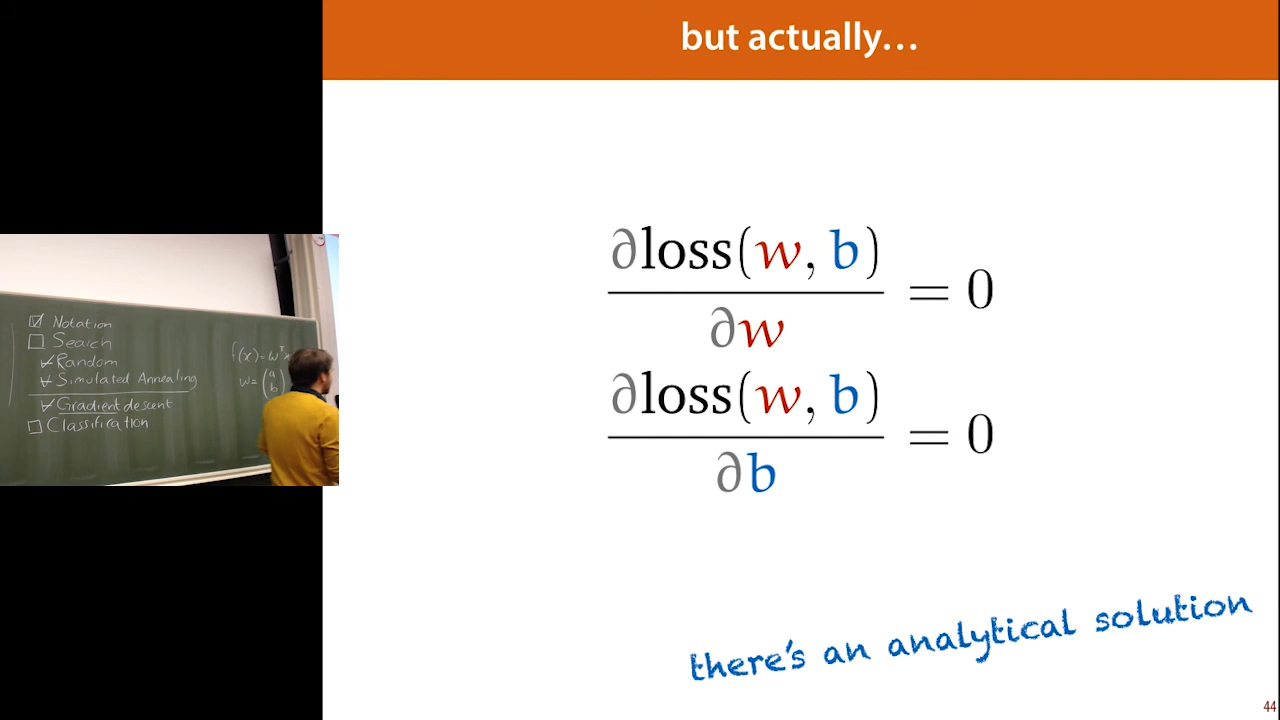 but actually…
∂loss(w, b)
∂w
= 0
∂loss(w, b)
∂b
= 0
there's an analytical solution
44
☑ Notation
☐ Search
✓ Random
✓ Simulated Annealing
✓ Gradient descent
☐ Classification
f(x) = wᵀx
w = (a
b)